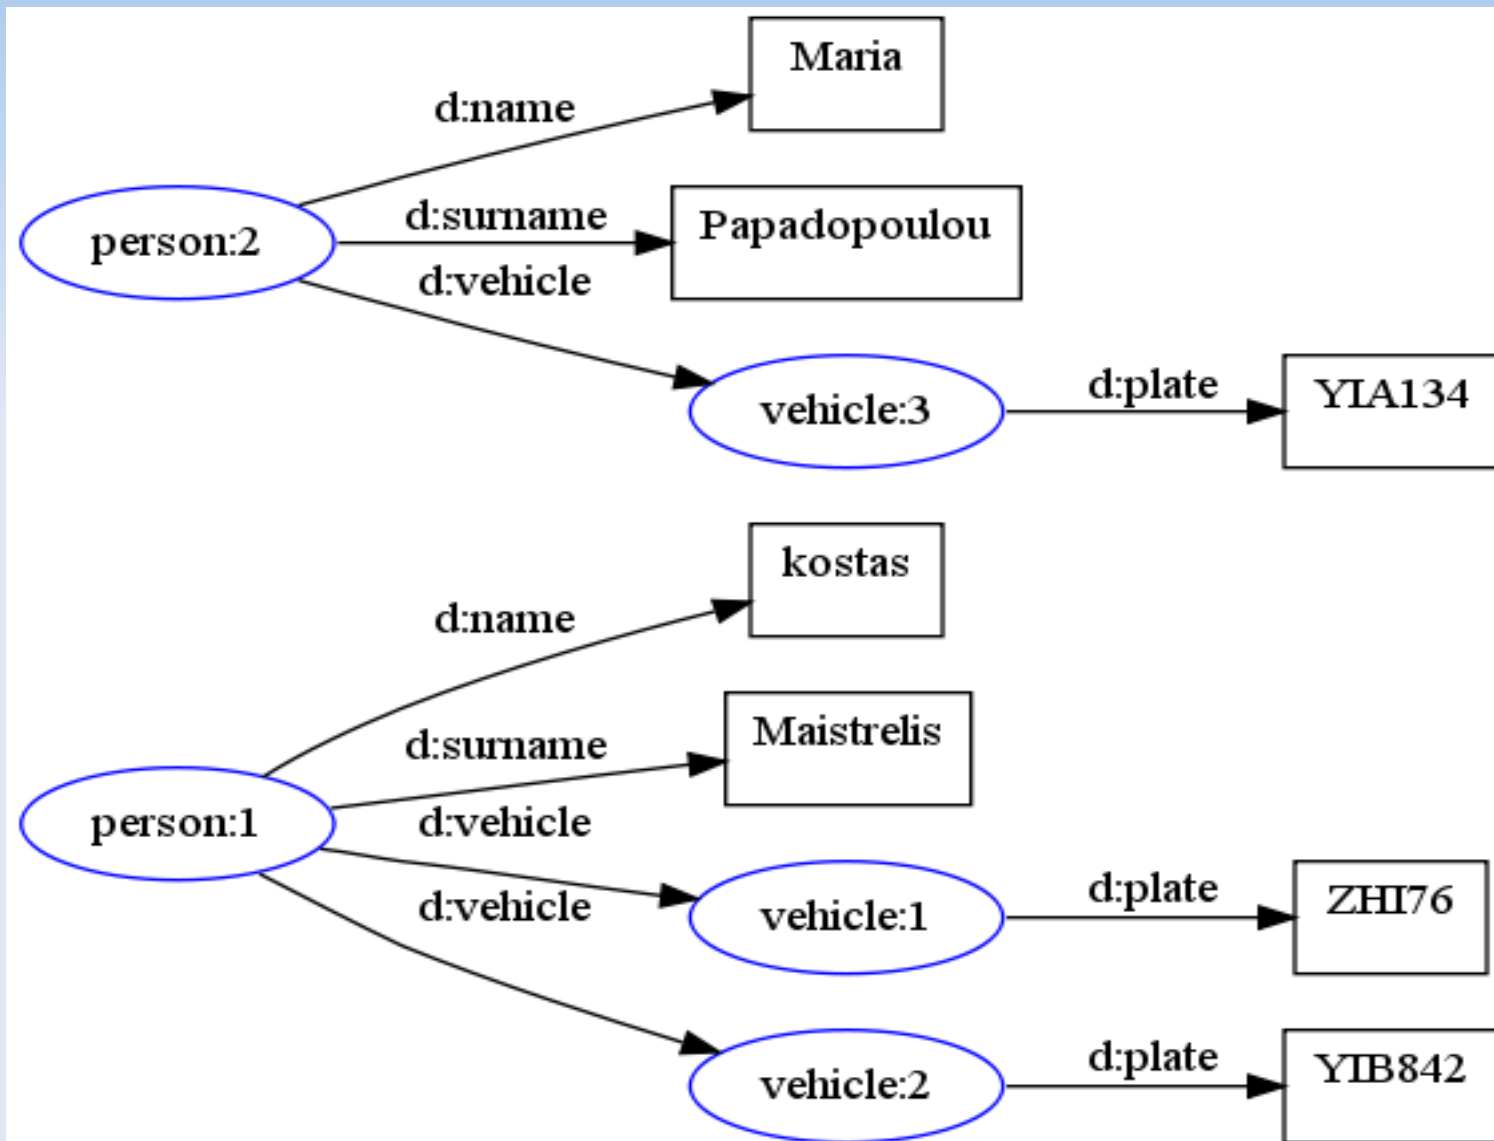 Maria
d:name
person:2
d:surname
Papadopoulou
d:vehicle
vehicle:3
d:plate
YIA134
kostas
d:name
person:1
d:surname
Maistrelis
d:vehicle
vehicle:1
d:plate
ZHI76
d:vehicle
vehicle:2
d:plate
YIB842